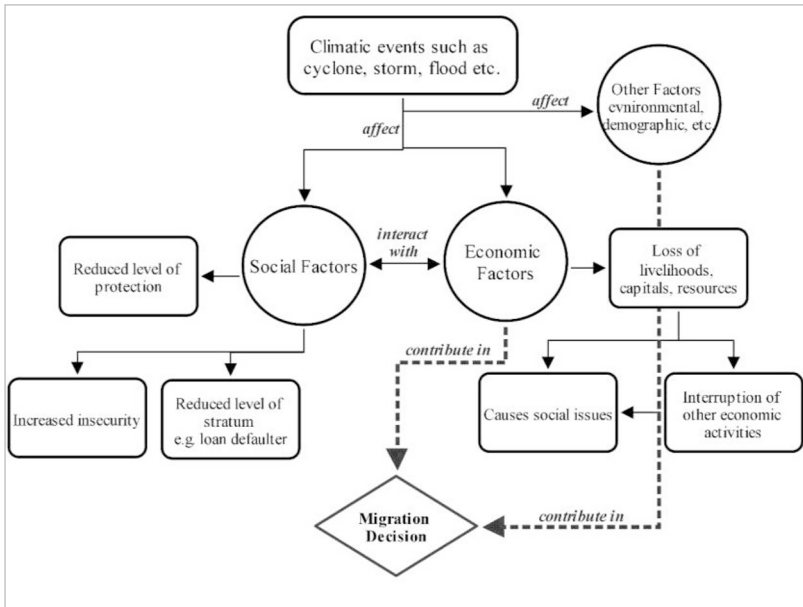 Climatic events such as
cyclone, storm, flood etc.
affect
Other Factors
evnirionmental,
demographic, etc.
affect
interact
with
Social Factors
Economic
Factors
Reduced level of
protection
Loss of
livelihoods,
capitals, resources
contribute in
Increased insecurity
Reduced level of
stratum
e.g. loan defaulter
Causes social issues
Interruption of
other economic
activities
Migration
Decision
contribute in